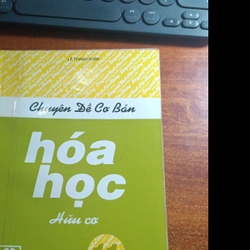 Chuyên Đề Cơ Bản
hóa
học
Hữu cơ